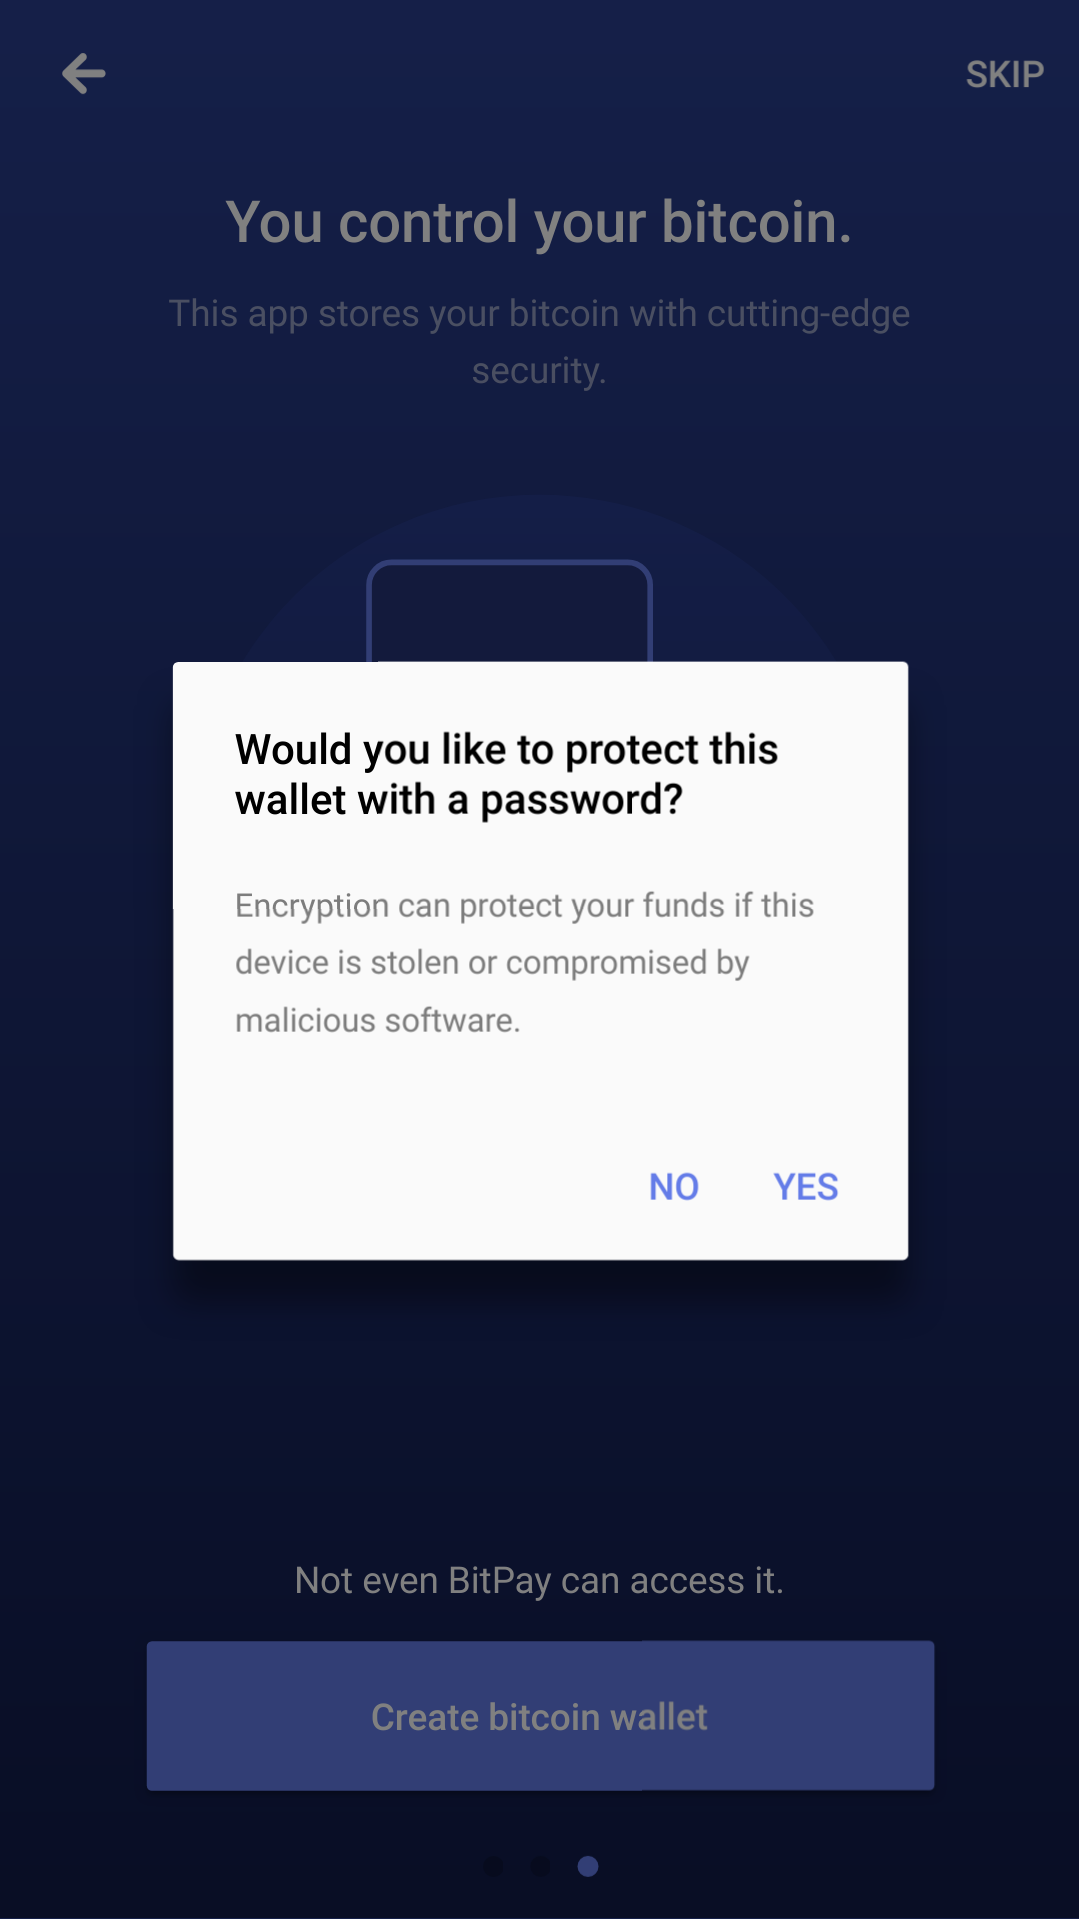 SKIP
You control your bitcoin.
This app stores your bitcoin with cutting-edge
security.
Would you like to protect this
wallet with a password?
Encryption can protect your funds if this
device is stolen or compromised by
malicious software.
NO YES
Not even BitPay can access it.
Create bitcoin wallet